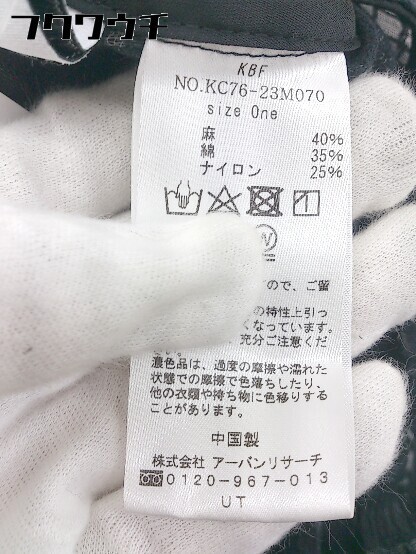 フクウウチ
KBF
NO.KC76-23M070
size One
麻 40%
綿 35%
ナイロン 25%
W
ので、ご留
の特性上引っ
くなっています。
充分ご注意くだ
さい。
濃色品は、過度の摩擦や濡れた
状態での摩擦で色落ちしたり、
他の衣類や持ち物に色移りする
ことがあります。
中国製
株式会社 アーバンリサーチ
0120-967-013
UT